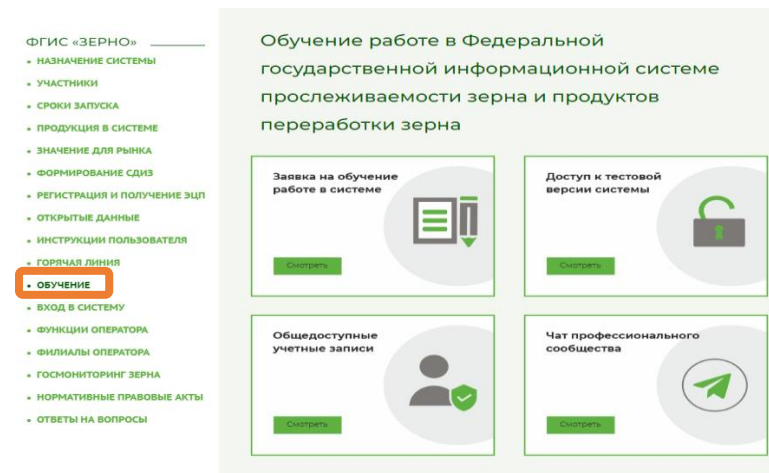 ФГИС «ЗЕРНО»
НАЗНАЧЕНИЕ СИСТЕМЫ
УЧАСТНИКИ
СРОКИ ЗАПУСКА
ПРОДУКЦИЯ В СИСТЕМЕ
ЗНАЧЕНИЕ ДЛЯ РЫНКА
ФОРМИРОВАНИЕ СДИЗ
РЕГИСТРАЦИЯ И ПОЛУЧЕНИЕ ЭЦП
ОТКРЫТЫЕ ДАННЫЕ
ИНСТРУКЦИИ ПОЛЬЗОВАТЕЛЯ
ГОРЯЧАЯ ЛИНИЯ
ОБУЧЕНИЕ
ВХОД В СИСТЕМУ
ФУНКЦИИ ОПЕРАТОРА
ФИЛИАЛЫ ОПЕРАТОРА
ГОСМОНИТОРИНГ ЗЕРНА
НОРМАТИВНЫЕ ПРАВОВЫЕ АКТЫ
ОТВЕТЫ НА ВОПРОСЫ
Обучение работе в Федеральной
государственной информационной системе
прослеживаемости зерна и продуктов
переработки зерна
Заявка на обучение
работе в системе
Смотреть
Доступ к тестовой
версии системы
Смотреть
Общедоступные
учетные записи
Смотреть
Чат профессионального
сообщества
Смотреть